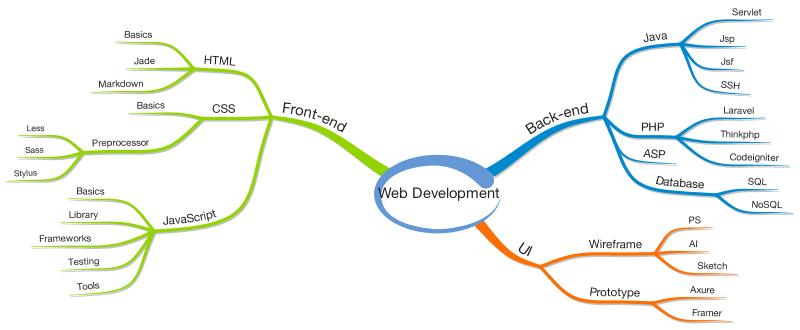 Web Development
Front-end
HTML
Basics
Jade
Markdown
CSS
Basics
Preprocessor
Less
Sass
Stylus
JavaScript
Basics
Library
Frameworks
Testing
Tools
Back-end
Java
Servlet
Jsp
Jsf
SSH
PHP
Laravel
Thinkphp
Codeigniter
ASP
Database
SQL
NoSQL
UI
Wireframe
PS
AI
Sketch
Prototype
Axure
Framer